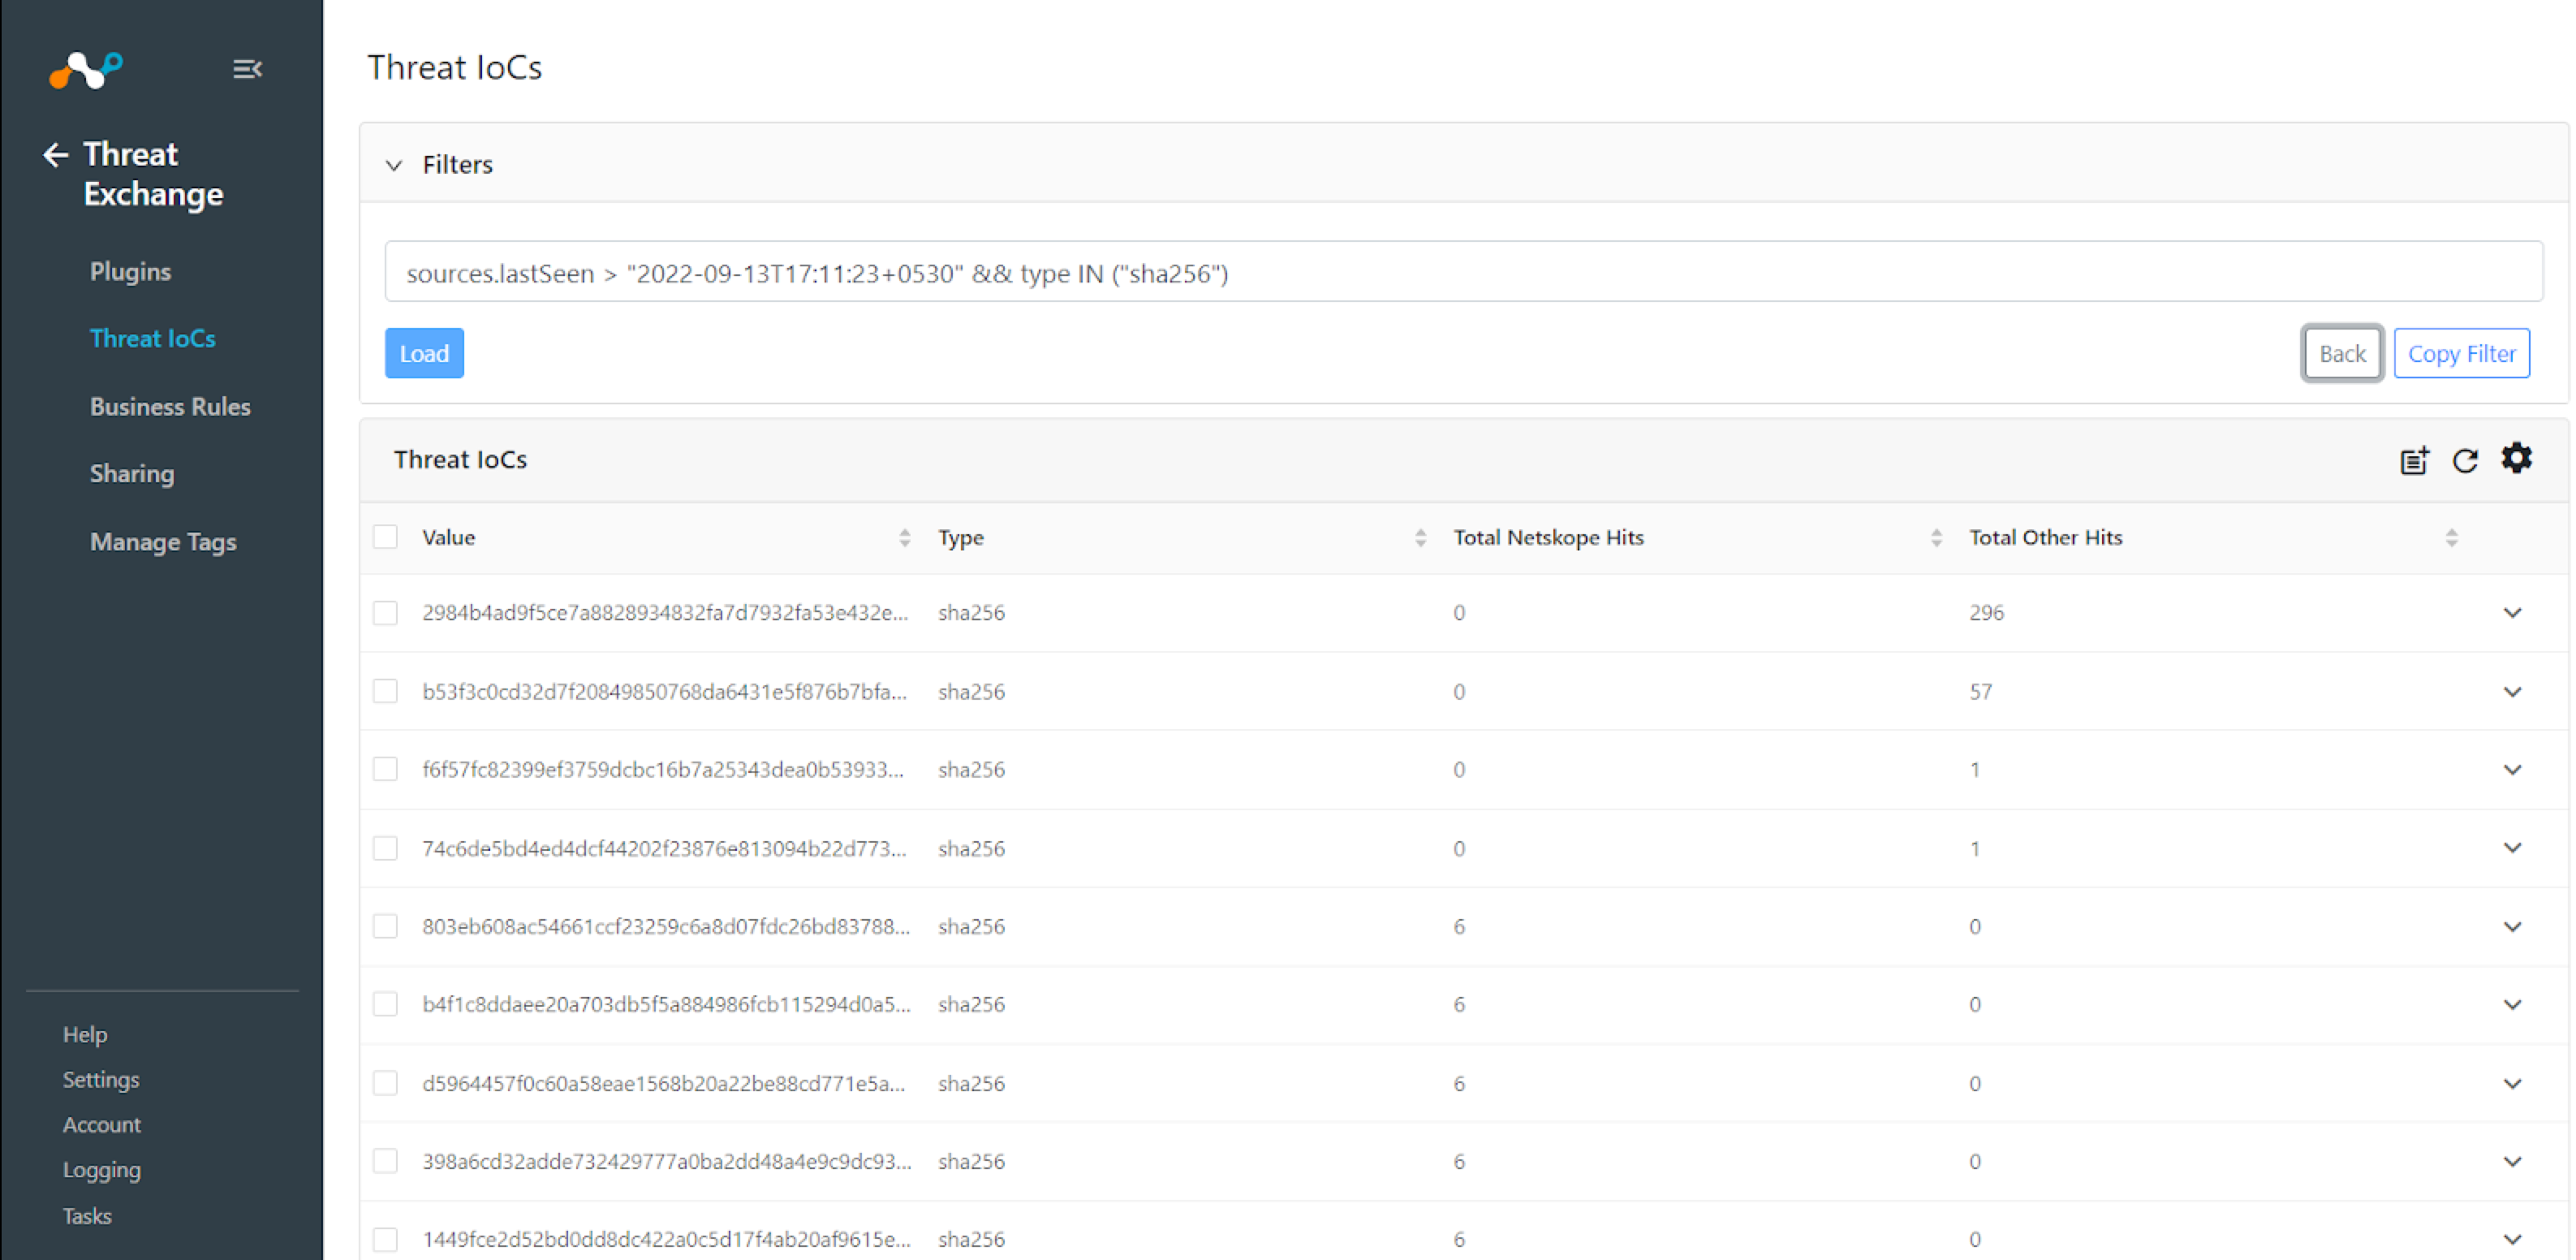 Threat
Exchange
Plugins
Threat IoCs
Business Rules
Sharing
Manage Tags
Help
Settings
Account
Logging
Tasks
Threat IoCs
Filters
sources.lastSeen > "2022-09-13T17:11:23+0530" && type IN ("sha256")
Load Back Copy Filter
Threat IoCs
Value Type Total Netskope Hits Total Other Hits
2984b4ad9f5ce7a8828934832fa7d7932fa53e432e... sha256 0 296
b53f3c0cd32d7f20849850768da6431e5f876b7bfa... sha256 0 57
f6f57fc82399ef3759dcbc16b7a25343dea0b53933... sha256 0 1
74c6de5bd4ed4dcf44202f23876e813094b22d773... sha256 0 1
803eb608ac54661ccf23259c6a8d07fdc26bd83788... sha256 6 0
b4f1c8ddaee20a703db5f5a884986fcb115294d0a5... sha256 6 0
d5964457f0c60a58eae1568b20a22be88cd771e5a... sha256 6 0
398a6cd32adde732429777a0ba2dd48a4e9c9dc93... sha256 6 0
1449fce2d52bd0dd8dc422a0c5d17f4ab20af9615e... sha256 6 0